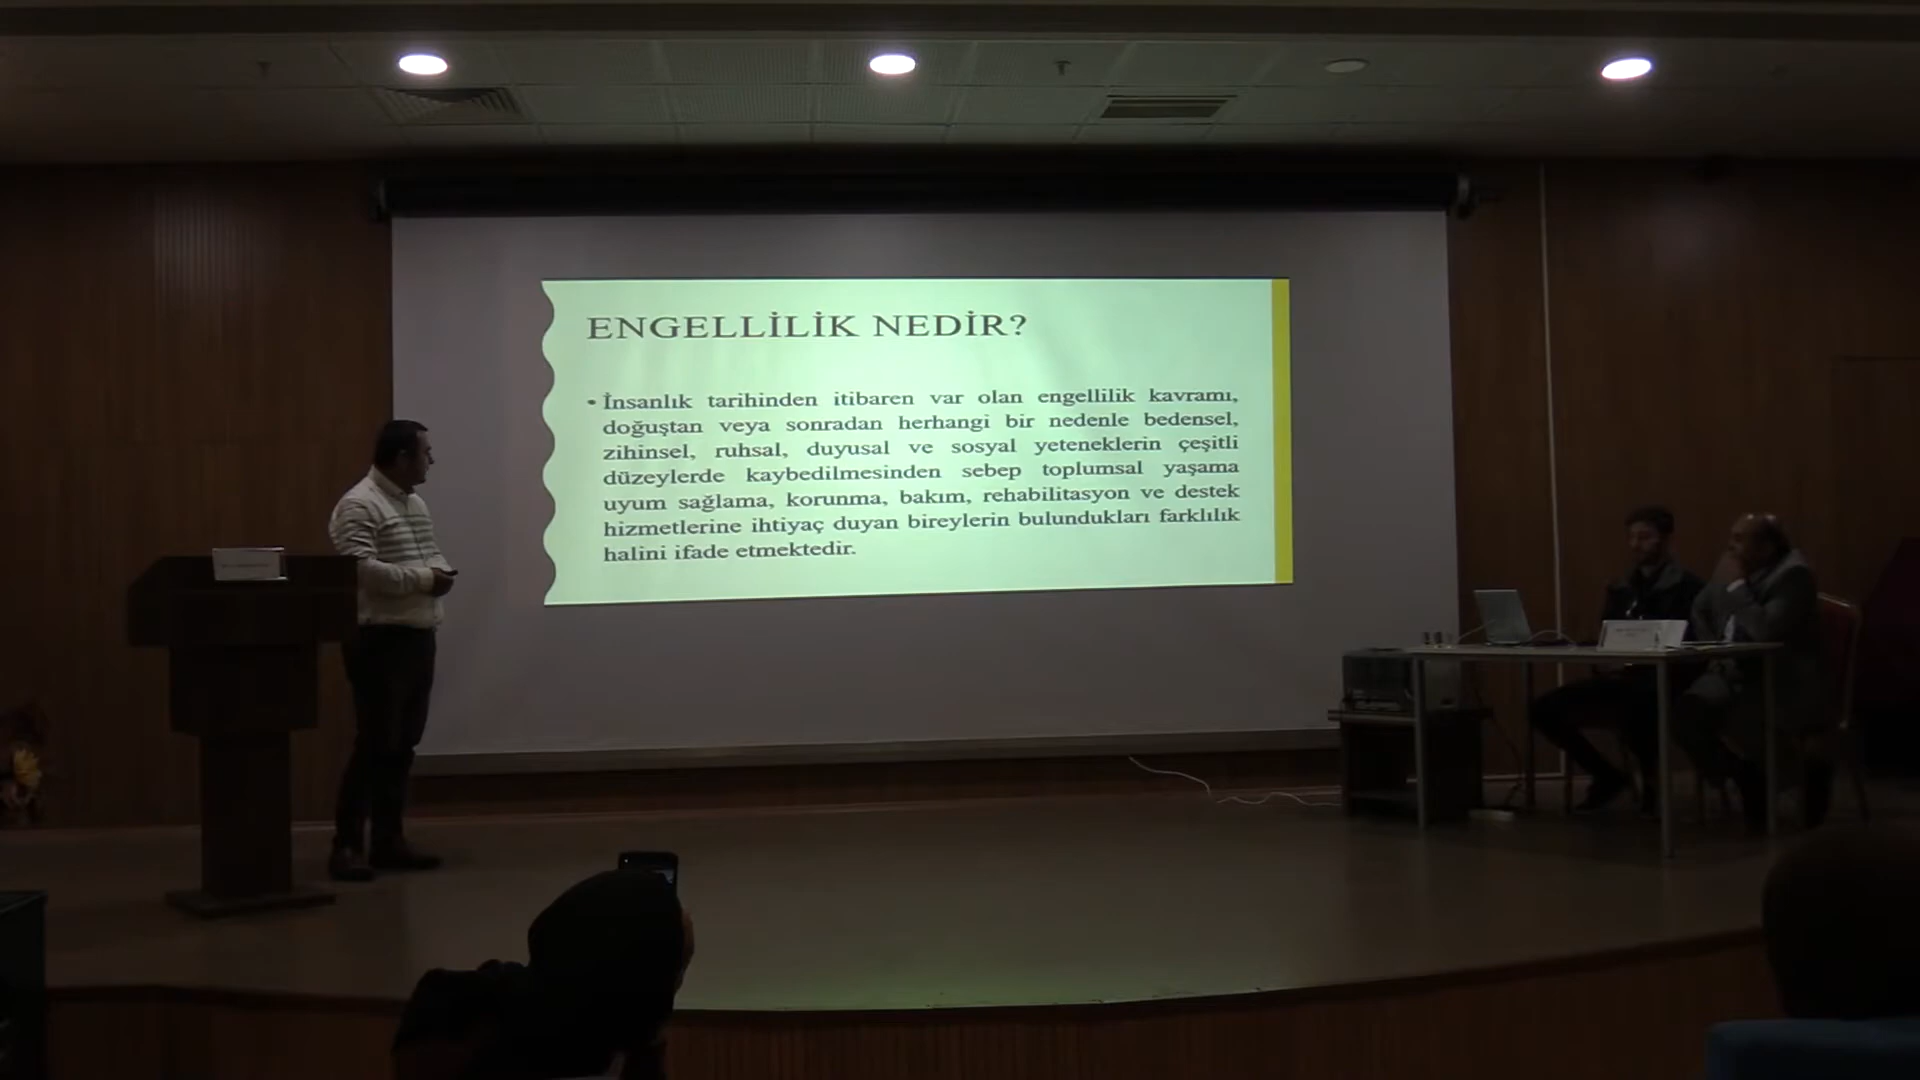 ENGELLİLİK NEDİR?
• İnsanlık tarihinden itibaren var olan engellilik kavramı,
doğuştan veya sonradan herhangi bir nedenle bedensel,
zihinsel, ruhsal, duyusal ve sosyal yeteneklerin çeşitli
düzeylerde kaybedilmesinden sebep toplumsal yaşama
uyum sağlama, korunma, bakım, rehabilitasyon ve destek
hizmetlerine ihtiyaç duyan bireylerin bulundukları farklılık
halini ifade etmektedir.